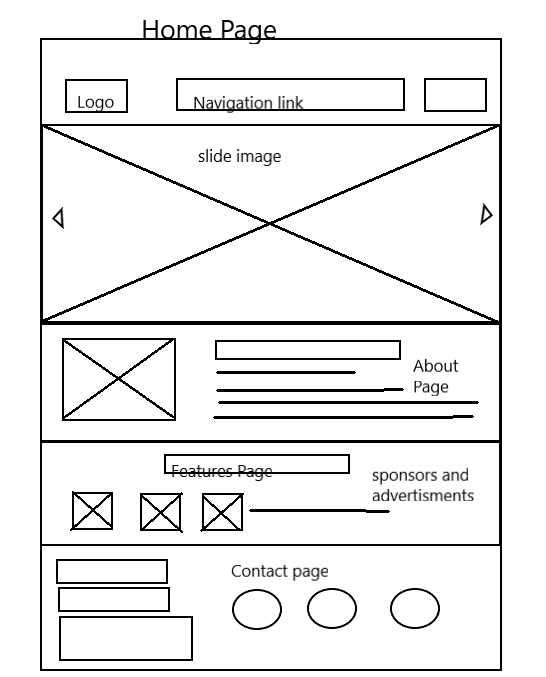 Home Page
Logo
Navigation link
slide image
About
Page
Features Page
sponsors and
advertisments
Contact page